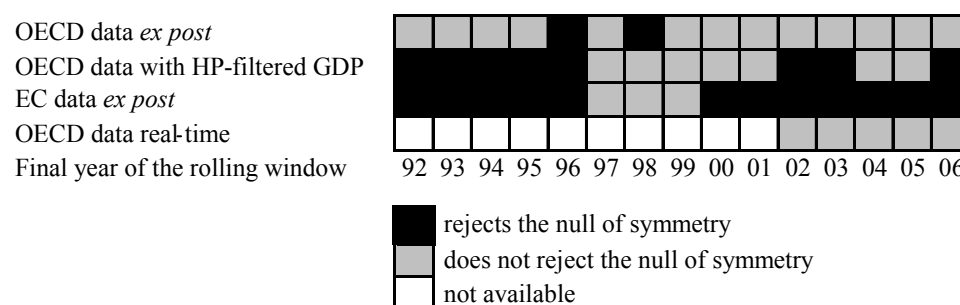 OECD data ex post
OECD data with HP-filtered GDP
EC data ex post
OECD data real-time
Final year of the rolling window 92 93 94 95 96 97 98 99 00 01 02 03 04 05 06
rejects the null of symmetry
does not reject the null of symmetry
not available